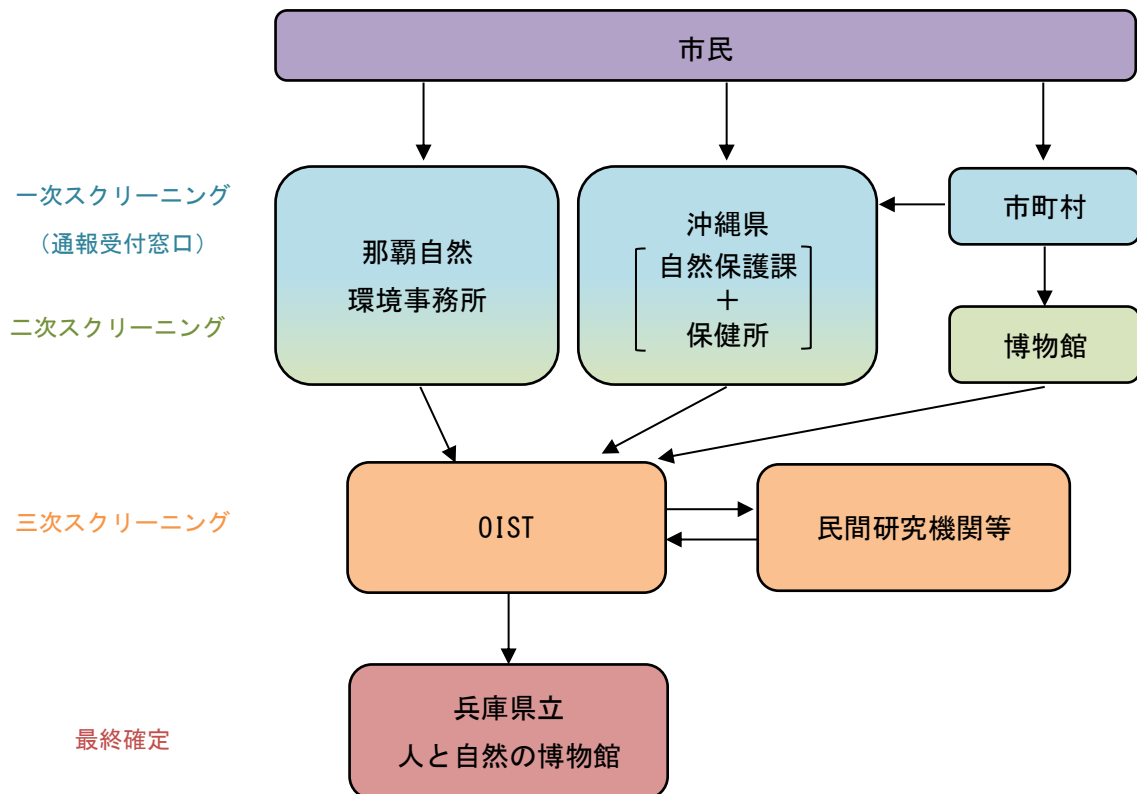 市民
一次スクリーニング
（通報受付窓口）
那覇自然
環境事務所
沖縄県
自然保護課
＋
保健所
市町村
二次スクリーニング
博物館
三次スクリーニング
OIST
民間研究機関等
最終確定
兵庫県立
人と自然の博物館